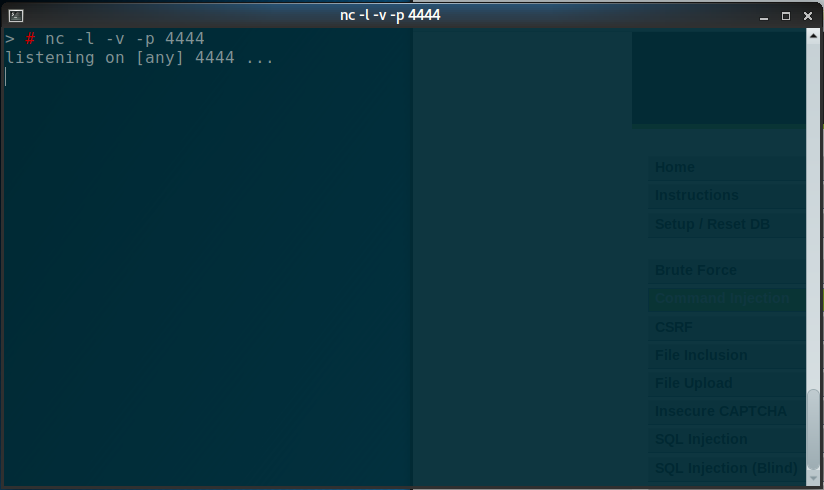 nc -l -v -p 4444
> # nc -l -v -p 4444
listening on [any] 4444 ...
Home
Instructions
Setup / Reset DB
Brute Force
Command Injection
CSRF
File Inclusion
File Upload
Insecure CAPTCHA
SQL Injection
SQL Injection (Blind)